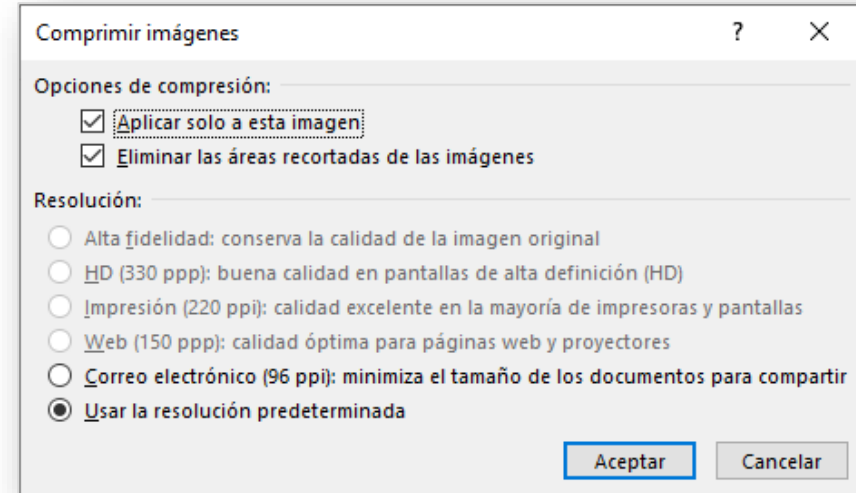 Comprimir imágenes ?
Opciones de compresión:
Aplicar solo a esta imagen
Eliminar las áreas recortadas de las imágenes
Resolución:
Alta fidelidad: conserva la calidad de la imagen original
HD (330 ppp): buena calidad en pantallas de alta definición (HD)
Impresión (220 ppi): calidad excelente en la mayoría de impresoras y pantallas
Web (150 ppp): calidad óptima para páginas web y proyectores
Correo electrónico (96 ppi): minimiza el tamaño de los documentos para compartir
Usar la resolución predeterminada
Aceptar Cancelar